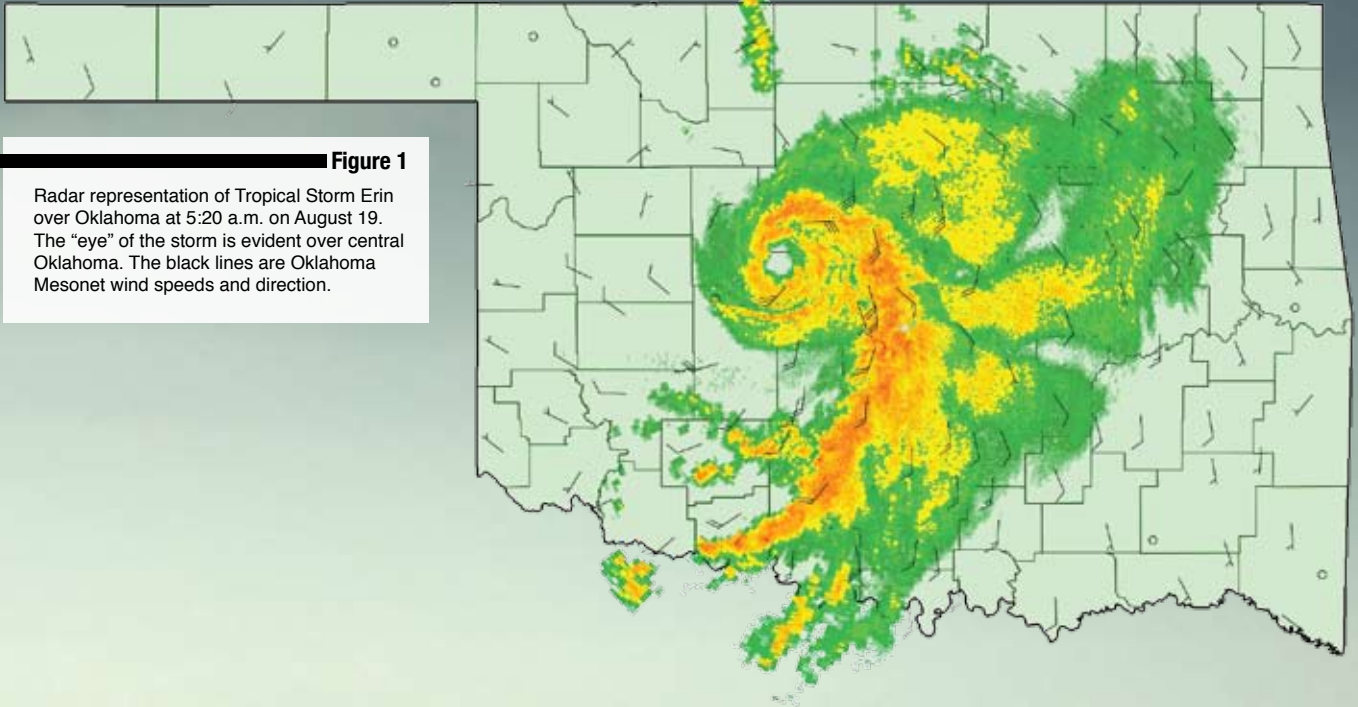 Figure 1
Radar representation of Tropical Storm Erin
over Oklahoma at 5:20 a.m. on August 19.
The “eye” of the storm is evident over central
Oklahoma. The black lines are Oklahoma
Mesonet wind speeds and direction.